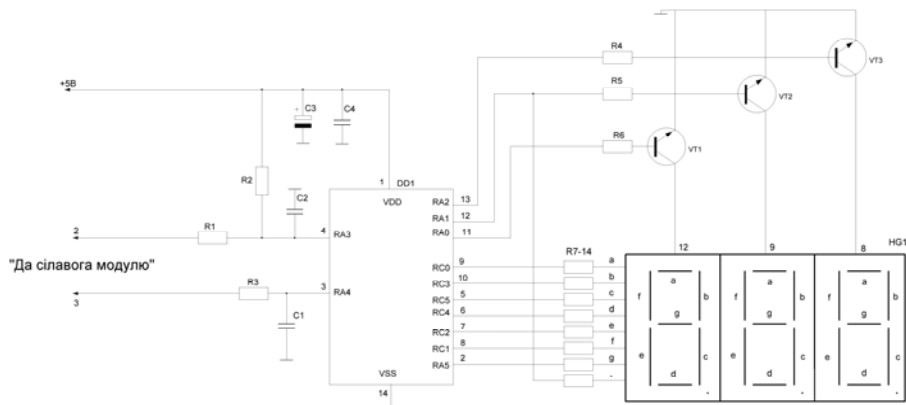 R4
VT3
+5В
R5
+
C3
C4
VT2
R6
VT1
1
DD1
R2
VDD
C2
RA2
13
RA1
12
R1
4
RA3
RA0
11
2
"Да сілавога модулю"
R7-14
a
12
9
8
HG1
RC0
9
b
RC3
10
R3
3
RA4
RC5
5
c
3
RC4
6
d
C1
RC2
7
e
RC1
8
f
RA5
2
g
VSS
.
14
a
f
b
g
e
c
d
.
a
f
b
g
e
c
d
.
a
f
b
g
e
c
d
.